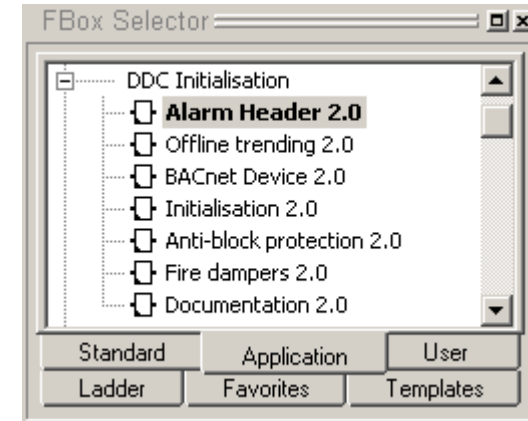 FBox Selector
DDC Initialisation
Alarm Header 2.0
Offline trending 2.0
BACnet Device 2.0
Initialisation 2.0
Anti-block protection 2.0
Fire dampers 2.0
Documentation 2.0
Standard Application User
Ladder Favorites Templates